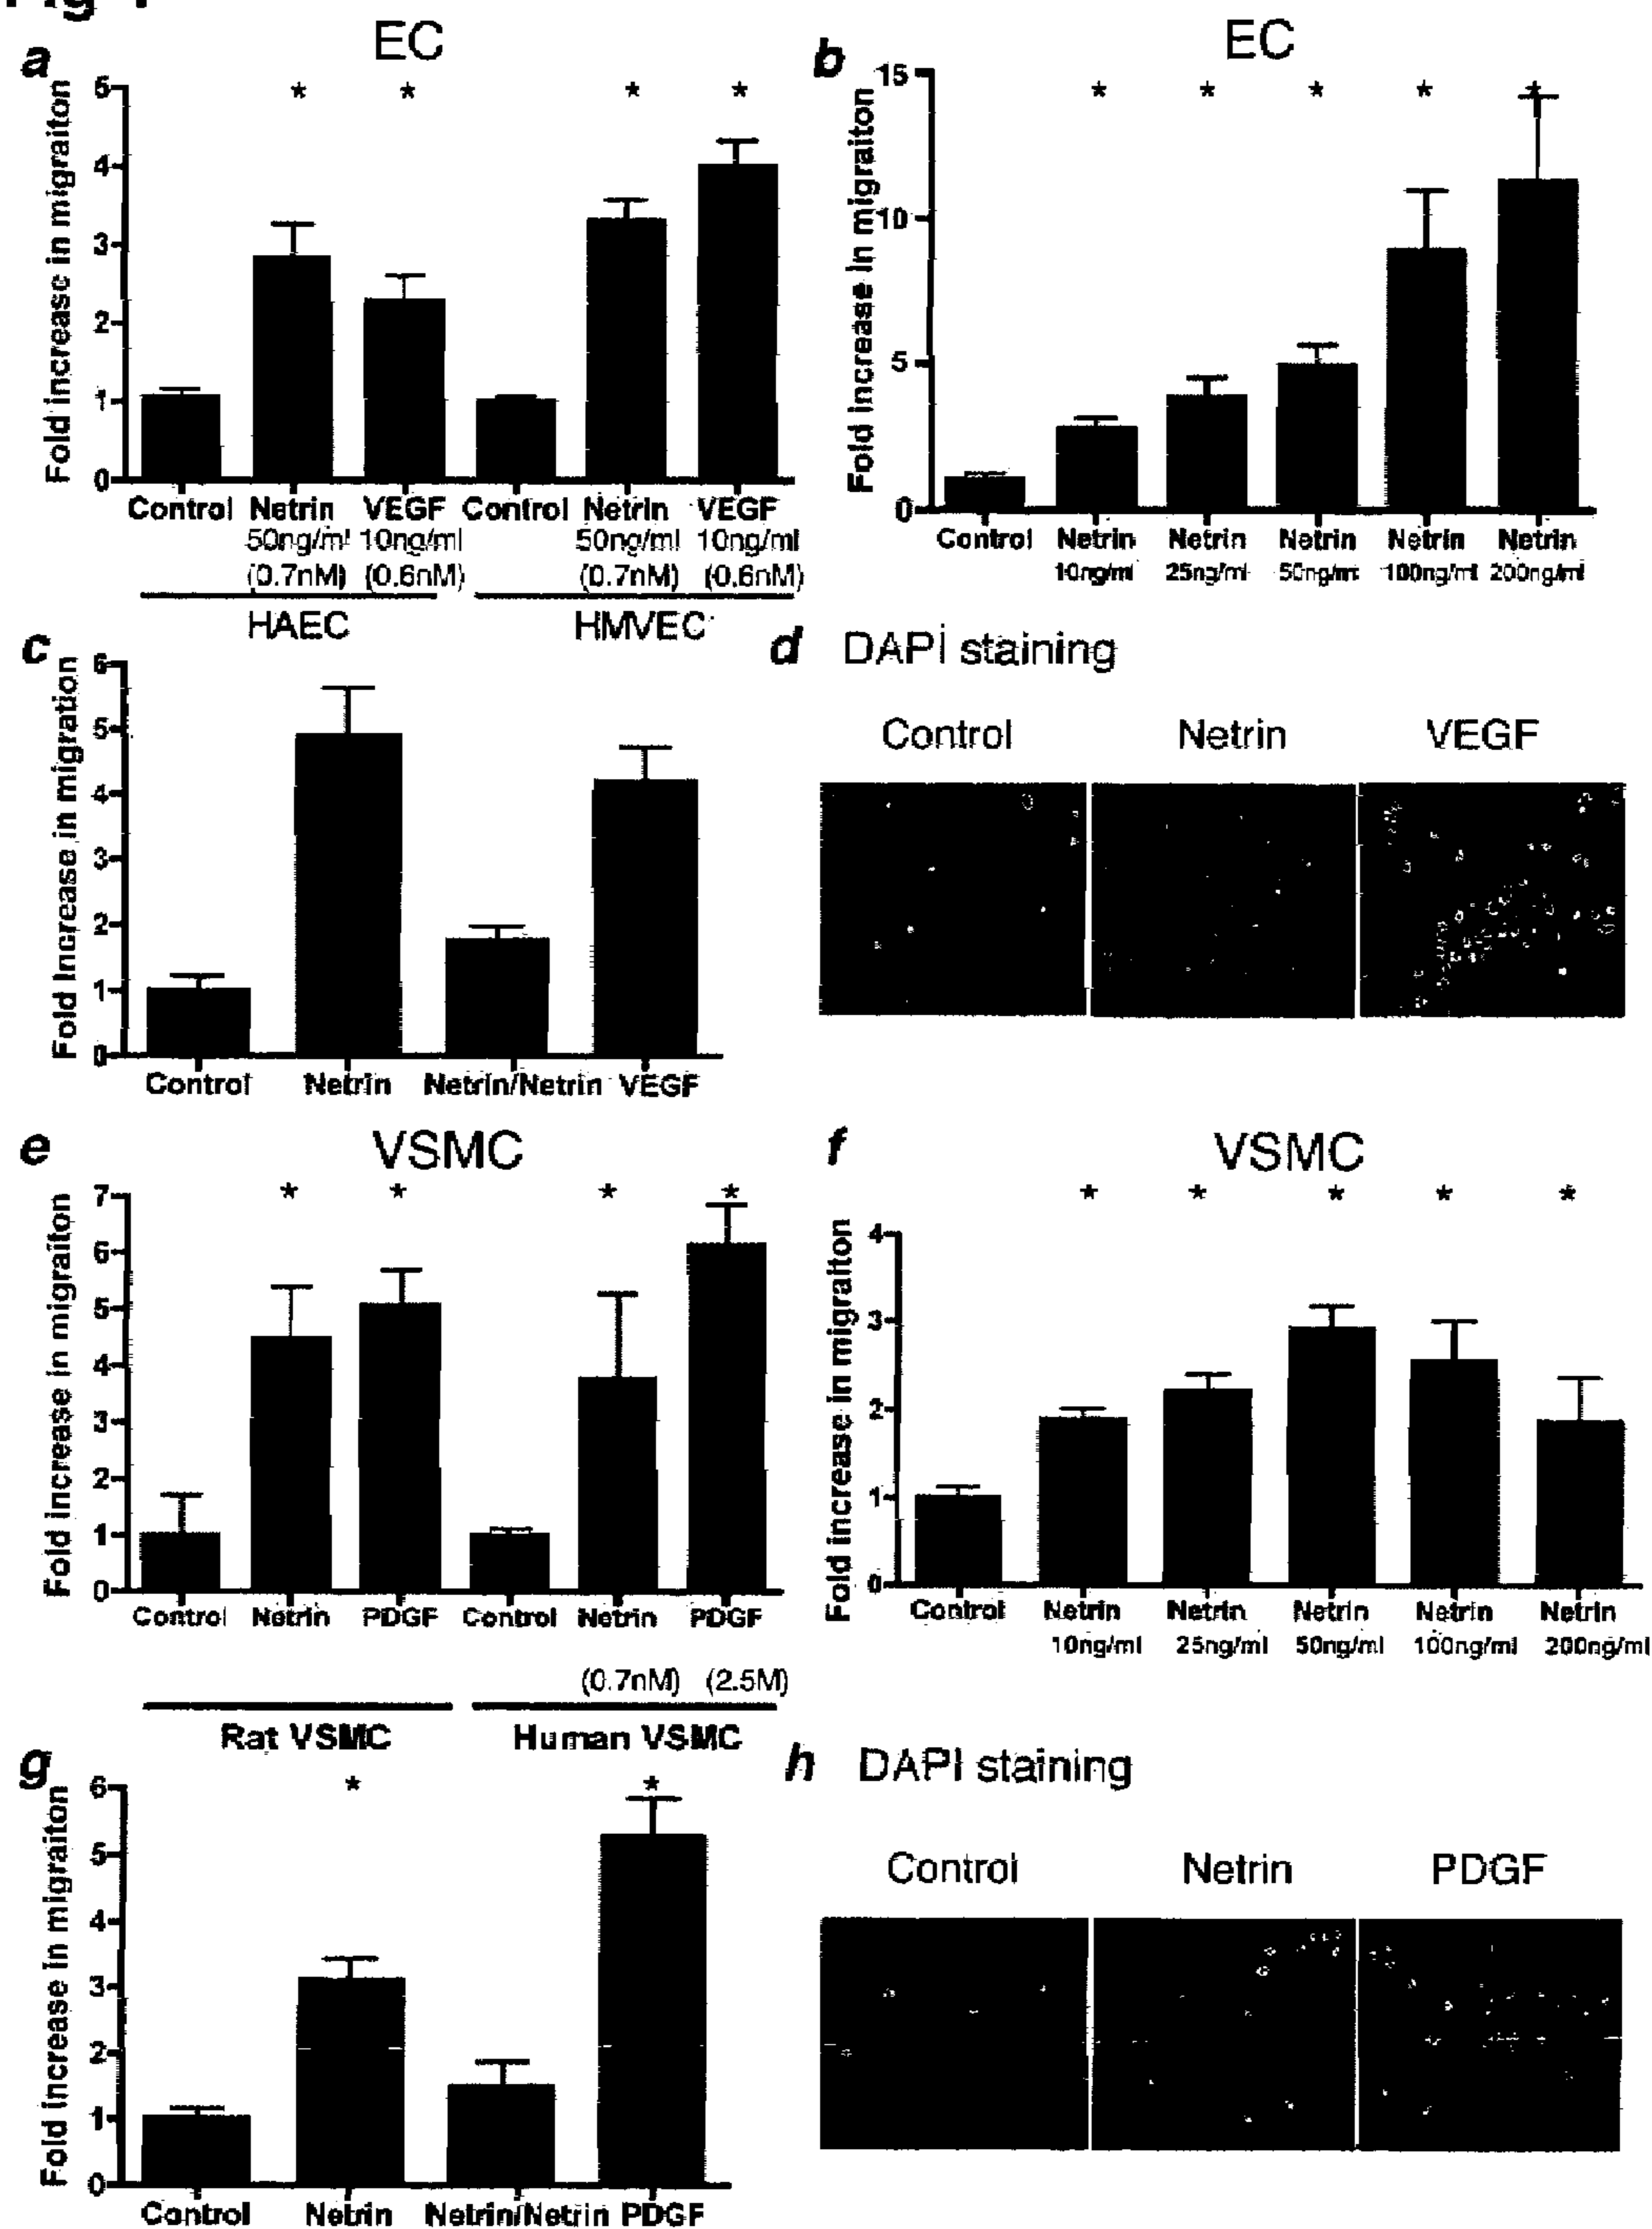 EC
a
Fold increase in migraiton
5
*
*
*
*
4
3
2
1
0
Control Netrin VEGF Control Netrin VEGF
50ng/ml 10ng/ml 50ng/ml 10ng/ml
(0.7nM) (0.6nM) (0.7nM) (0.6nM)
HAEC HMVEC
EC
b
Fold increase in migraiton
15
*
*
*
*
*
10
5
0
Control Netrin Netrin Netrin Netrin Netrin
10ng/ml 25ng/ml 50ng/ml 100ng/ml 200ng/ml
c
Fold increase in migration
6
5
4
3
2
1
0
Control Netrin Netrin/Netrin VEGF
d DAPI staining
Control Netrin VEGF
e
VSMC
Fold increase in migraiton
7
*
*
*
*
6
5
4
3
2
1
0
Control Netrin PDGF Control Netrin PDGF
(0.7nM) (2.5M)
Rat VSMC Human VSMC
f
VSMC
*
*
*
*
*
Fold increase in migraiton
4
3
2
1
0
Control Netrin Netrin Netrin Netrin Netrin
10ng/ml 25ng/ml 50ng/ml 100ng/ml 200ng/ml
g
Fold increase in migraiton
6
*
*
5
4
3
2
1
0
Control Netrin Netrin/Netrin PDGF
h DAPI staining
Control Netrin PDGF